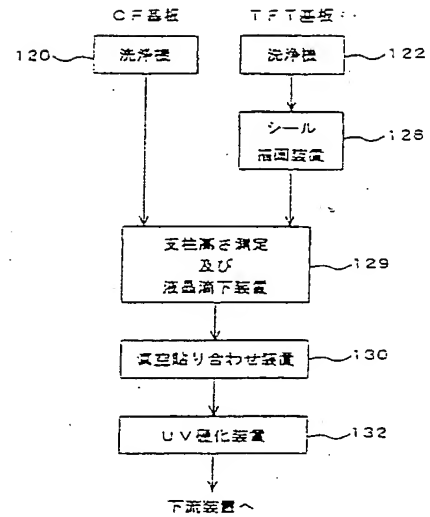 CF基板
TFT基板
120
洗浄機
洗浄機
122
シール
描画装置
128
支柱高さ測定
及び
液晶滴下装置
129
真空貼り合わせ装置
130
UV硬化装置
132
下流装置へ